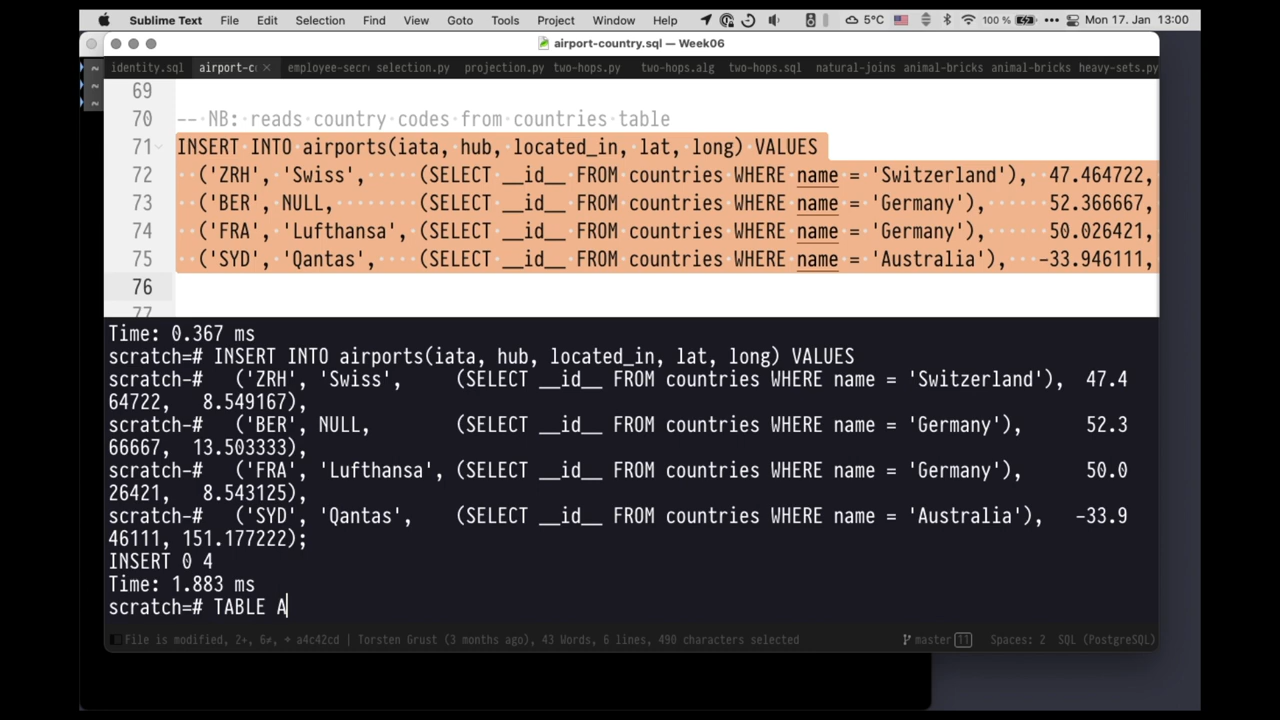 Sublime Text File Edit Selection Find View Goto Tools Project Window Help 5°C 100 % Mon 17. Jan 13:00
airport-country.sql — Week06
identity.sql airport-c × employee-secr selection.py projection.py two-hops.py two-hops.alg two-hops.sql natural-joins animal-bricks animal-bricks heavy-sets.py
69
70 -- NB: reads country codes from countries table
71 INSERT INTO airports(iata, hub, located_in, lat, long) VALUES
72 ('ZRH', 'Swiss', (SELECT __id__ FROM countries WHERE name = 'Switzerland'), 47.464722,
73 ('BER', NULL, (SELECT __id__ FROM countries WHERE name = 'Germany'), 52.366667,
74 ('FRA', 'Lufthansa', (SELECT __id__ FROM countries WHERE name = 'Germany'), 50.026421,
75 ('SYD', 'Qantas', (SELECT __id__ FROM countries WHERE name = 'Australia'), -33.946111,
76
77
Time: 0.367 ms
scratch=# INSERT INTO airports(iata, hub, located_in, lat, long) VALUES
scratch-# ('ZRH', 'Swiss', (SELECT __id__ FROM countries WHERE name = 'Switzerland'), 47.4
64722, 8.549167),
scratch-# ('BER', NULL, (SELECT __id__ FROM countries WHERE name = 'Germany'), 52.3
66667, 13.503333),
scratch-# ('FRA', 'Lufthansa', (SELECT __id__ FROM countries WHERE name = 'Germany'), 50.0
26421, 8.543125),
scratch-# ('SYD', 'Qantas', (SELECT __id__ FROM countries WHERE name = 'Australia'), -33.9
46111, 151.177222);
INSERT 0 4
Time: 1.883 ms
scratch=# TABLE A
File is modified, 2+, 6≠, a4c42cd | Torsten Grust (3 months ago), 43 Words, 6 lines, 490 characters selected master 11 Spaces: 2 SQL (PostgreSQL)